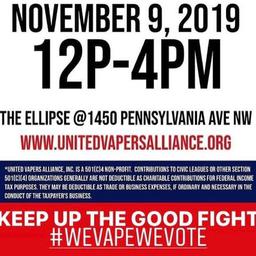 NOVEMBER 9, 2019
12P-4PM
THE ELLIPSE @1450 PENNSYLVANIA AVE NW
WWW.UNITEDVAPERSALLIANCE.ORG
*UNITED VAPERS ALLIANCE, INC. IS A 501(C)4 NON-PROFIT. CONTRIBUTIONS TO CIVIC LEAGUES OR OTHER SECTION
501(C)(4) ORGANIZATIONS GENERALLY ARE NOT DEDUCTIBLE AS CHARITABLE CONTRIBUTIONS FOR FEDERAL INCOME
TAX PURPOSES. THEY MAY BE DEDUCTIBLE AS TRADE OR BUSINESS EXPENSES, IF ORDINARY AND NECESSARY IN THE
CONDUCT OF THE TAXPAYER'S BUSINESS.
KEEP UP THE GOOD FIGHT
#WEVAPEWEVOTE